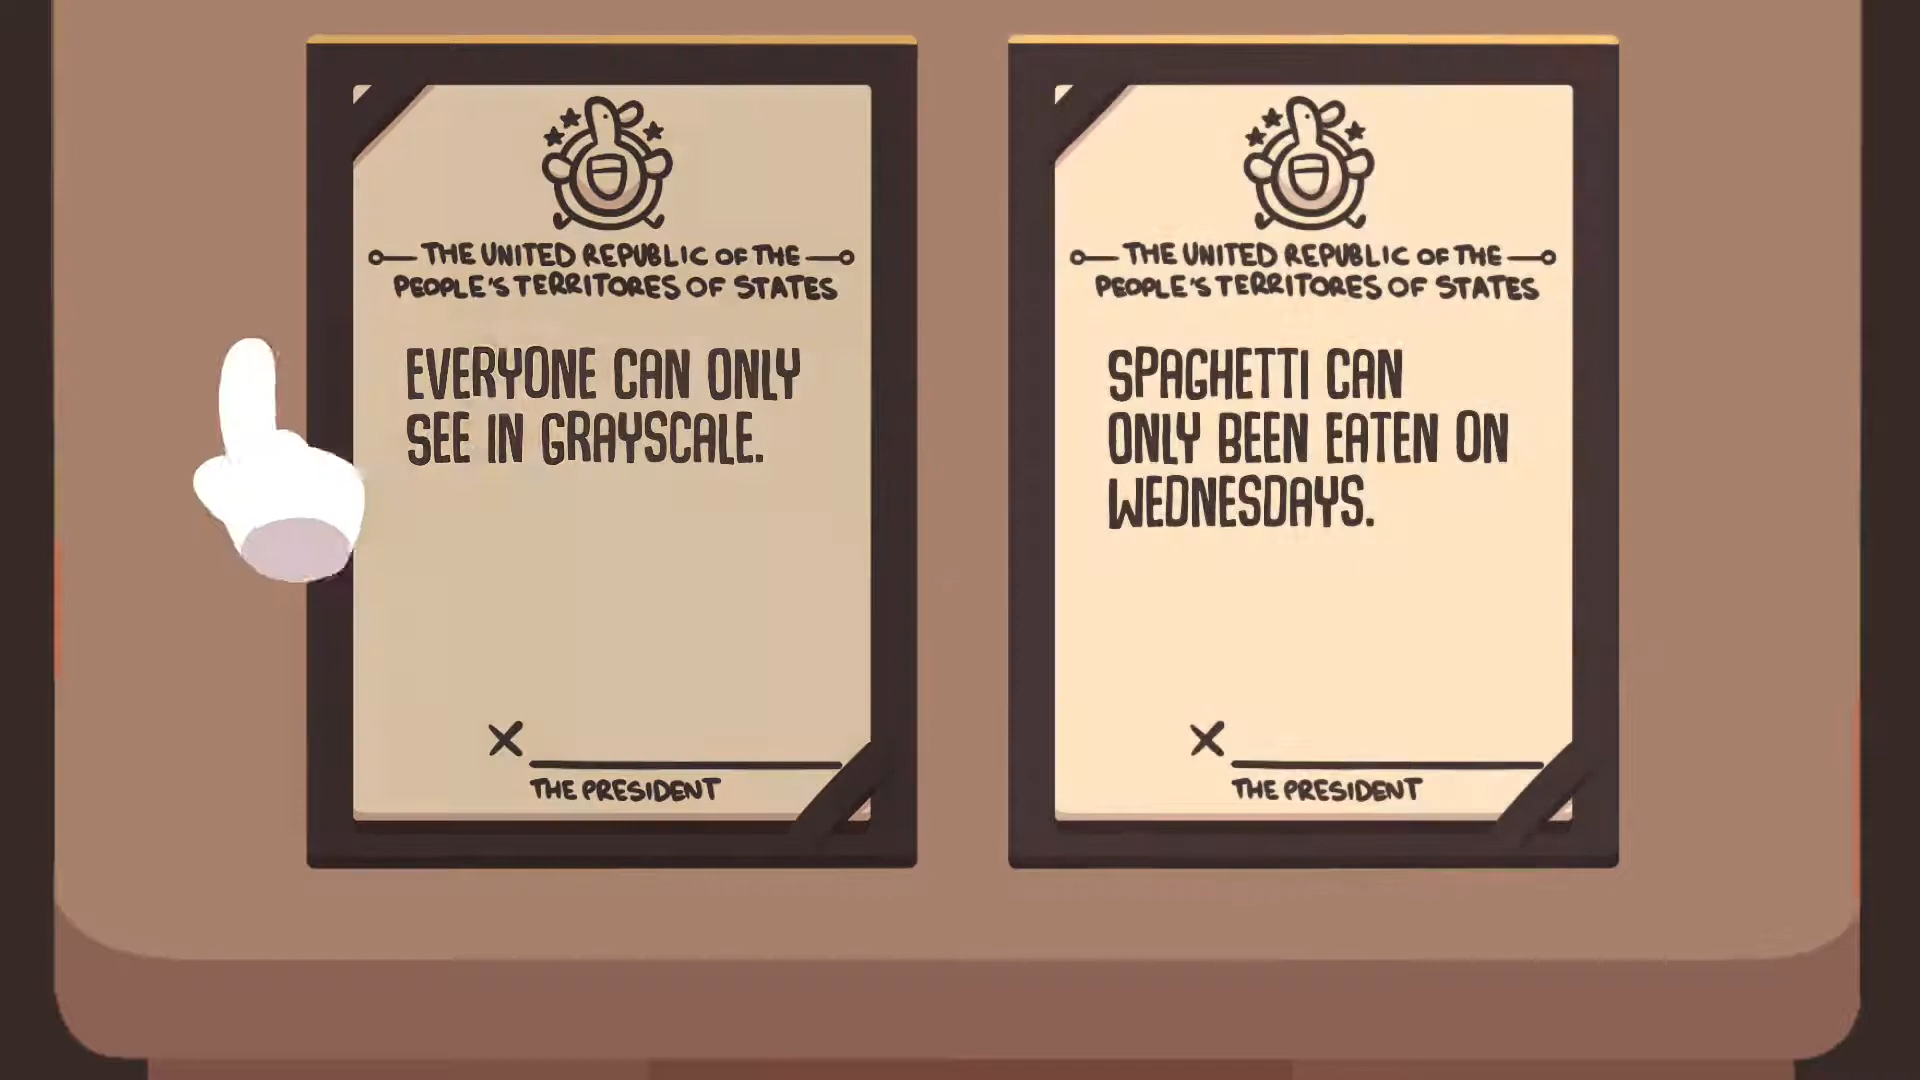 THE UNITED REPUBLIC OF THE
PEOPLE'S TERRITORES OF STATES
EVERYONE CAN ONLY
SEE IN GRAYSCALE.
X
THE PRESIDENT
THE UNITED REPUBLIC OF THE
PEOPLE'S TERRITORES OF STATES
SPAGHETTI CAN
ONLY BEEN EATEN ON
WEDNESDAYS.
X
THE PRESIDENT